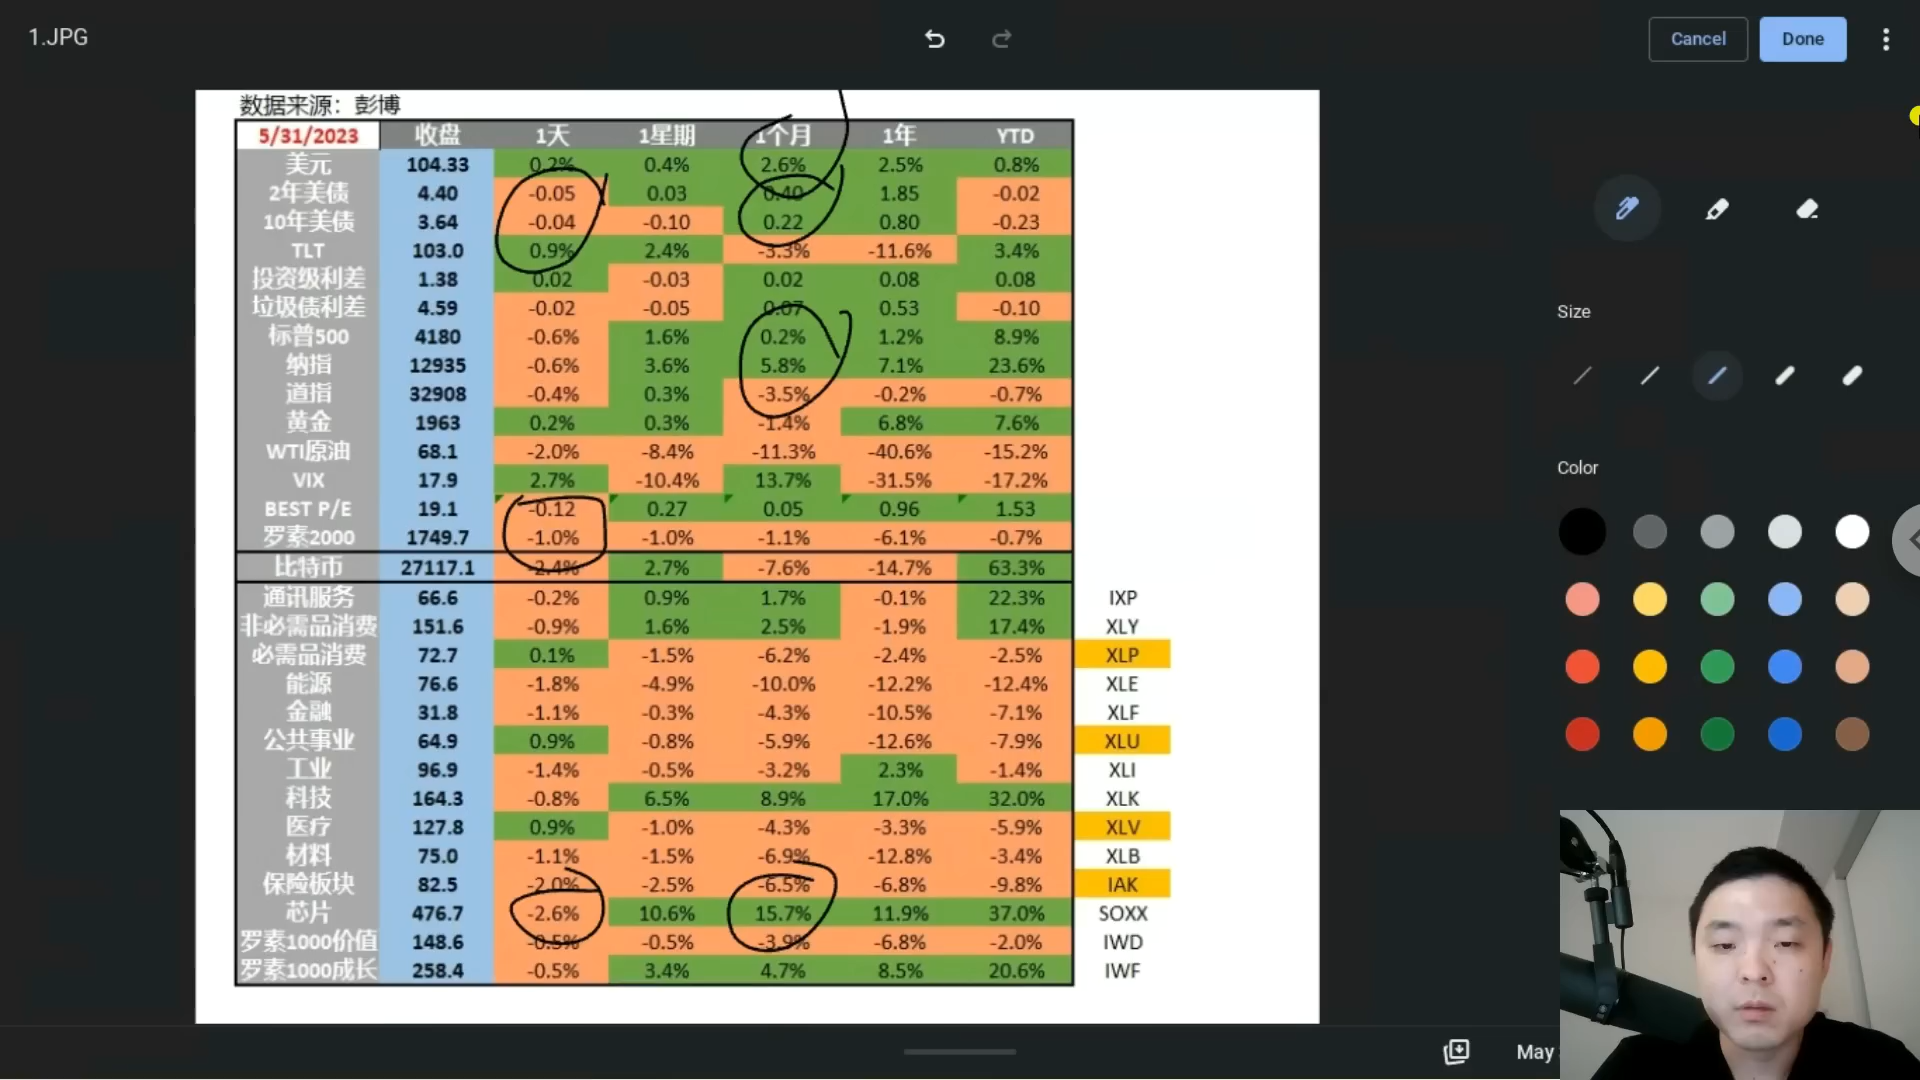 1.JPG
Cancel
Done
数据来源：彭博
5/31/2023 收盘 1天 1星期 1个月 1年 YTD
美元 104.33 0.2% 0.4% 2.6% 2.5% 0.8%
2年美债 4.40 -0.05 0.03 0.40 1.85 -0.02
10年美债 3.64 -0.04 -0.10 0.22 0.80 -0.23
TLT 103.0 0.9% 2.4% -3.3% -11.6% 3.4%
投资级利差 1.38 0.02 -0.03 0.02 0.08 0.08
垃圾债利差 4.59 -0.02 -0.05 0.07 0.53 -0.10
标普500 4180 -0.6% 1.6% 0.2% 1.2% 8.9%
纳指 12935 -0.6% 3.6% 5.8% 7.1% 23.6%
道指 32908 -0.4% 0.3% -3.5% -0.2% -0.7%
黄金 1963 0.2% 0.3% -1.4% 6.8% 7.6%
WTI原油 68.1 -2.0% -8.4% -11.3% -40.6% -15.2%
VIX 17.9 2.7% -10.4% 13.7% -31.5% -17.2%
BEST P/E 19.1 -0.12 0.27 0.05 0.96 1.53
罗素2000 1749.7 -1.0% -1.0% -1.1% -6.1% -0.7%
比特币 27117.1 -2.4% 2.7% -7.6% -14.7% 63.3%
通讯服务 66.6 -0.2% 0.9% 1.7% -0.1% 22.3% IXP
非必需品消费 151.6 -0.9% 1.6% 2.5% -1.9% 17.4% XLY
必需品消费 72.7 0.1% -1.5% -6.2% -2.4% -2.5% XLP
能源 76.6 -1.8% -4.9% -10.0% -12.2% -12.4% XLE
金融 31.8 -1.1% -0.3% -4.3% -10.5% -7.1% XLF
公共事业 64.9 0.9% -0.8% -5.9% -12.6% -7.9% XLU
工业 96.9 -1.4% -0.5% -3.2% 2.3% -1.4% XLI
科技 164.3 -0.8% 6.5% 8.9% 17.0% 32.0% XLK
医疗 127.8 0.9% -1.0% -4.3% -3.3% -5.9% XLV
材料 75.0 -1.1% -1.5% -6.9% -12.8% -3.4% XLB
保险板块 82.5 -2.0% -2.5% -6.5% -6.8% -9.8% IAK
芯片 476.7 -2.6% 10.6% 15.7% 11.9% 37.0% SOXX
罗素1000价值 148.6 -0.5% -0.5% -3.9% -6.8% -2.0% IWD
罗素1000成长 258.4 -0.5% 3.4% 4.7% 8.5% 20.6% IWF
Size
Color
May